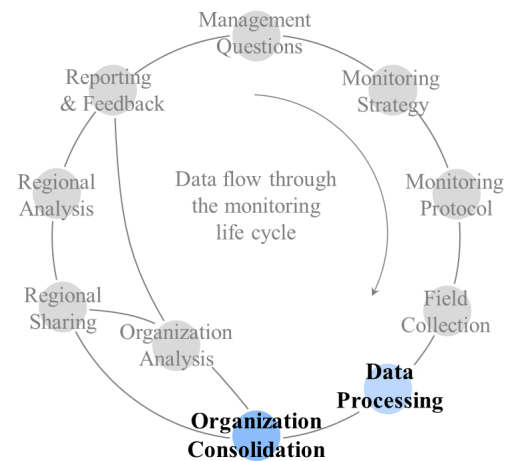 Management
Questions
Monitoring
Strategy
Monitoring
Protocol
Field
Collection
Data
Processing
Organization
Consolidation
Organization
Analysis
Regional
Sharing
Regional
Analysis
Reporting
& Feedback
Data flow through
the monitoring
life cycle